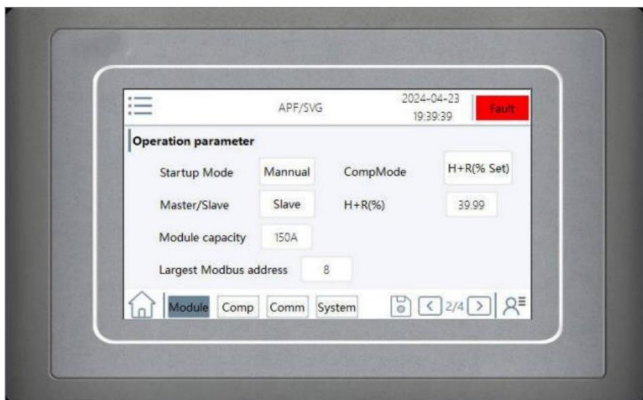 APF/SVG
2024-04-23
19:39:39
Fault
Operation parameter
Startup Mode Mannual CompMode H+R(% Set)
Master/Slave Slave H+R(%) 39.99
Module capacity 150A
Largest Modbus address 8
Module Comp Comm System 2/4